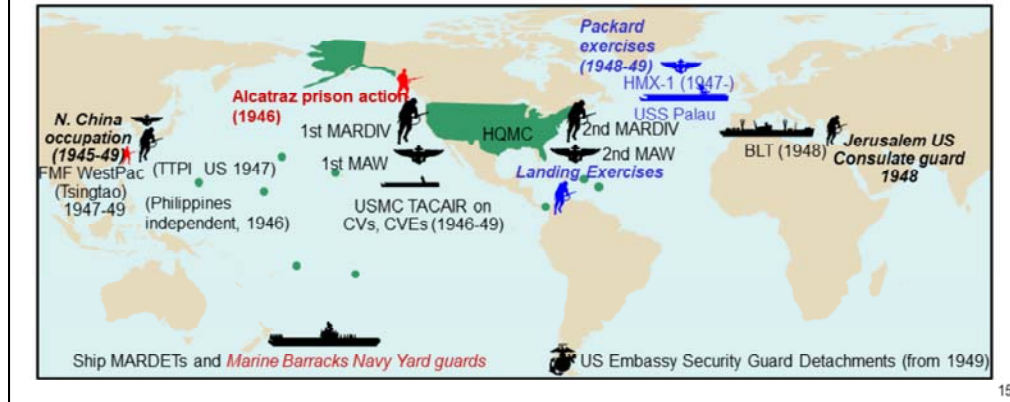 Packard
exercises
(1948-49)
HMX-1 (1947-)
USS Palau
Alcatraz prison action
(1946)
N. China
occupation
(1945-49)
FMF WestPac
(Tsingtao)
1947-49
(TTPI US 1947)
(Philippines
independent, 1946)
1st MARDIV
1st MAW
HQMC
2nd MARDIV
2nd MAW
Landing Exercises
USMC TACAIR on
CVs, CVEs (1946-49)
BLT (1948)
Jerusalem US
Consulate guard
1948
Ship MARDETs and Marine Barracks Navy Yard guards
US Embassy Security Guard Detachments (from 1949)
15